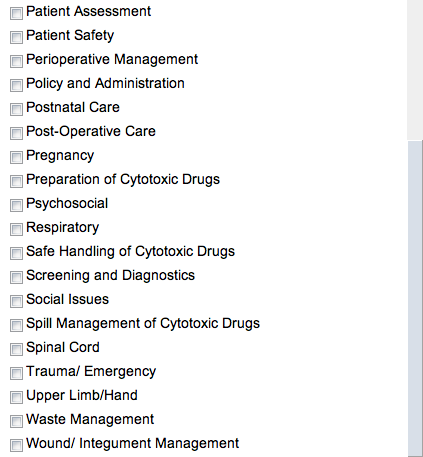 Patient Assessment
Patient Safety
Perioperative Management
Policy and Administration
Postnatal Care
Post-Operative Care
Pregnancy
Preparation of Cytotoxic Drugs
Psychosocial
Respiratory
Safe Handling of Cytotoxic Drugs
Screening and Diagnostics
Social Issues
Spill Management of Cytotoxic Drugs
Spinal Cord
Trauma/ Emergency
Upper Limb/Hand
Waste Management
Wound/ Integument Management